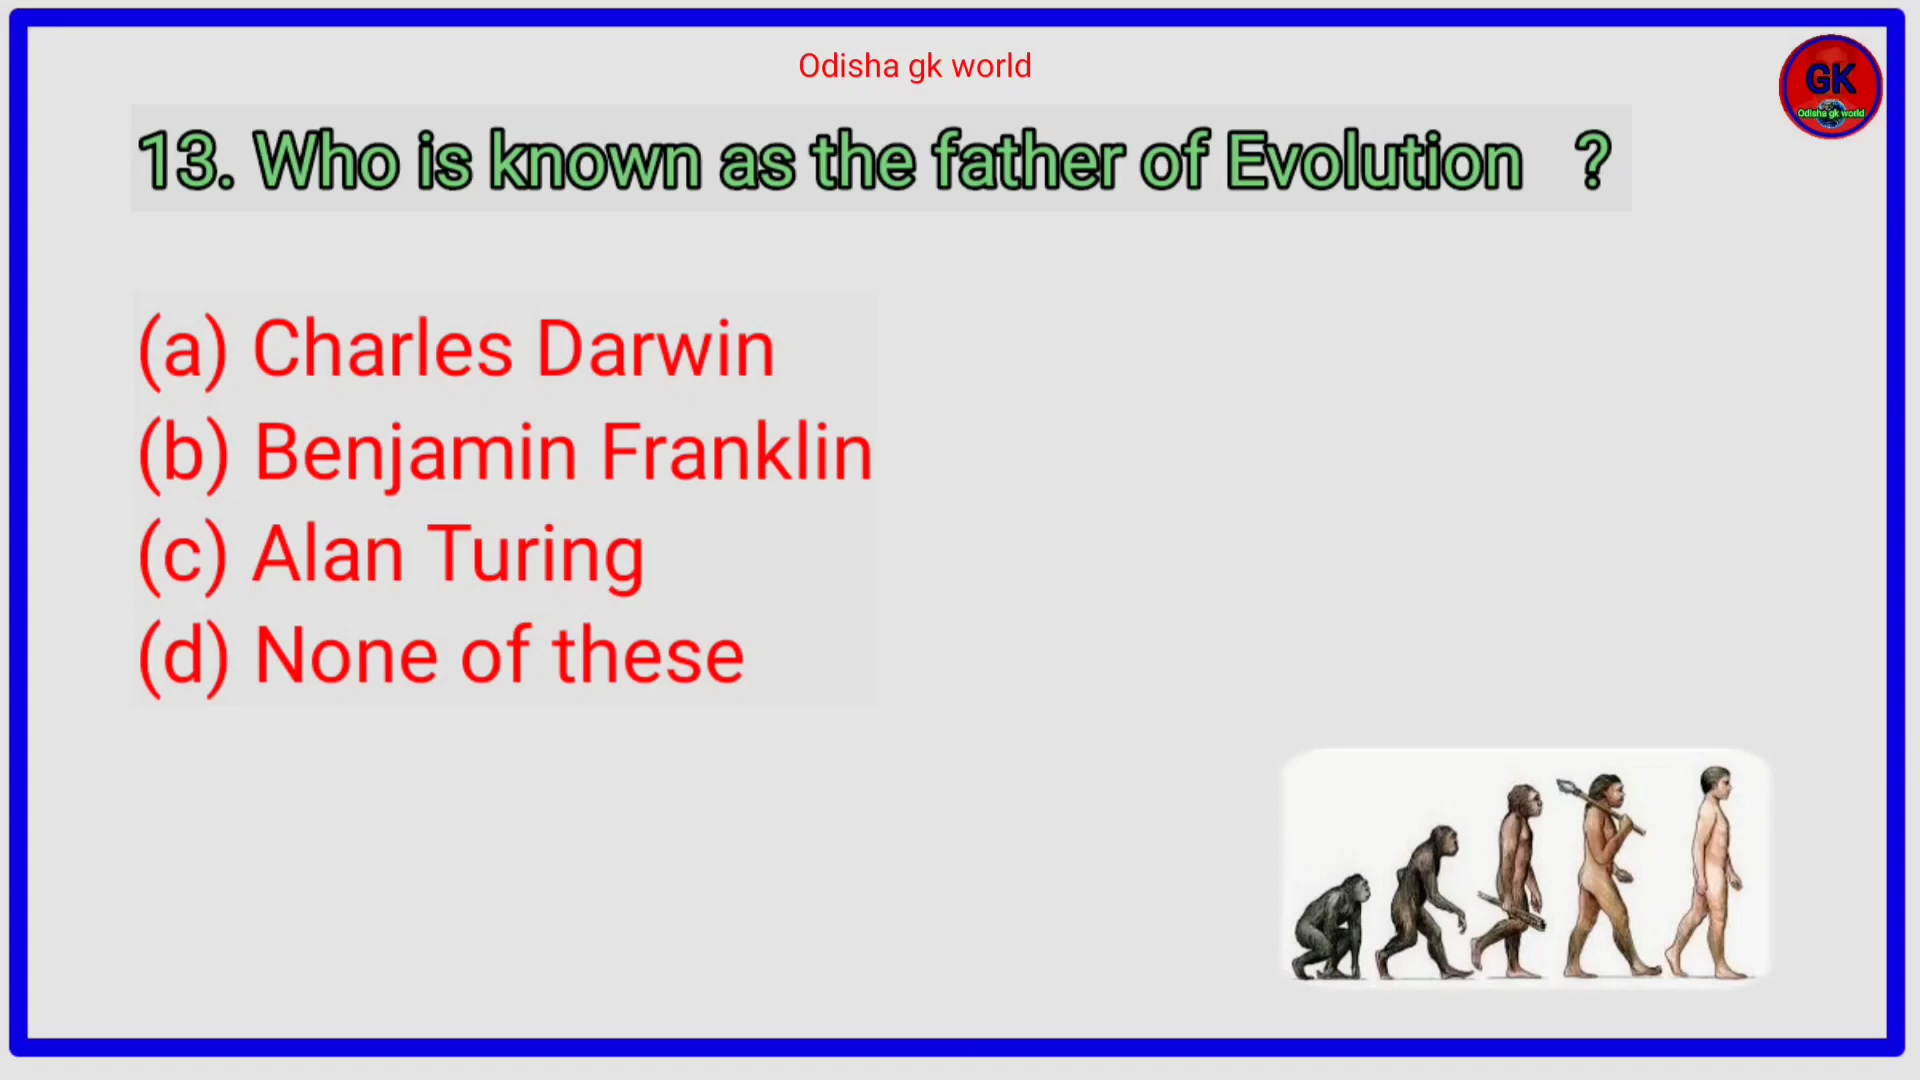 Odisha gk world
GK
Odisha gk world
13. Who is known as the father of Evolution ?
(a) Charles Darwin
(b) Benjamin Franklin
(c) Alan Turing
(d) None of these